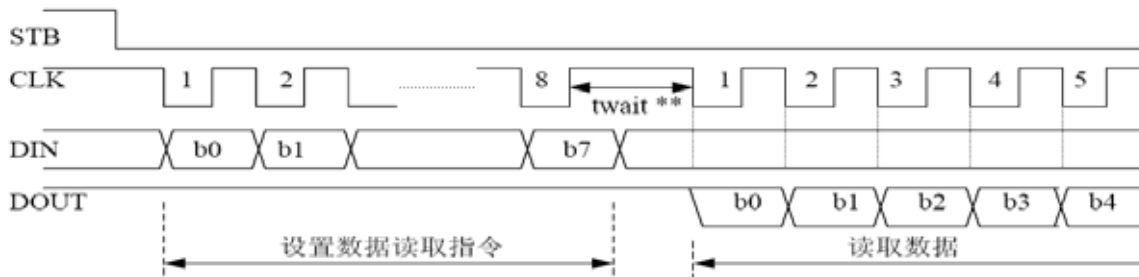 STB
CLK 1 2 ............ 8 twait ** 1 2 3 4 5
DIN b0 b1 b7
DOUT b0 b1 b2 b3 b4
设置数据读取指令 读取数据